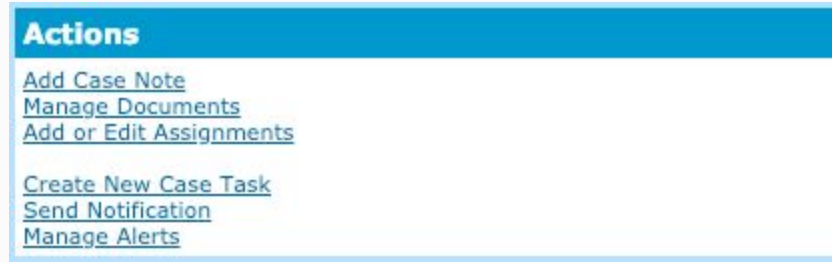 Actions
Add Case Note
Manage Documents
Add or Edit Assignments
Create New Case Task
Send Notification
Manage Alerts